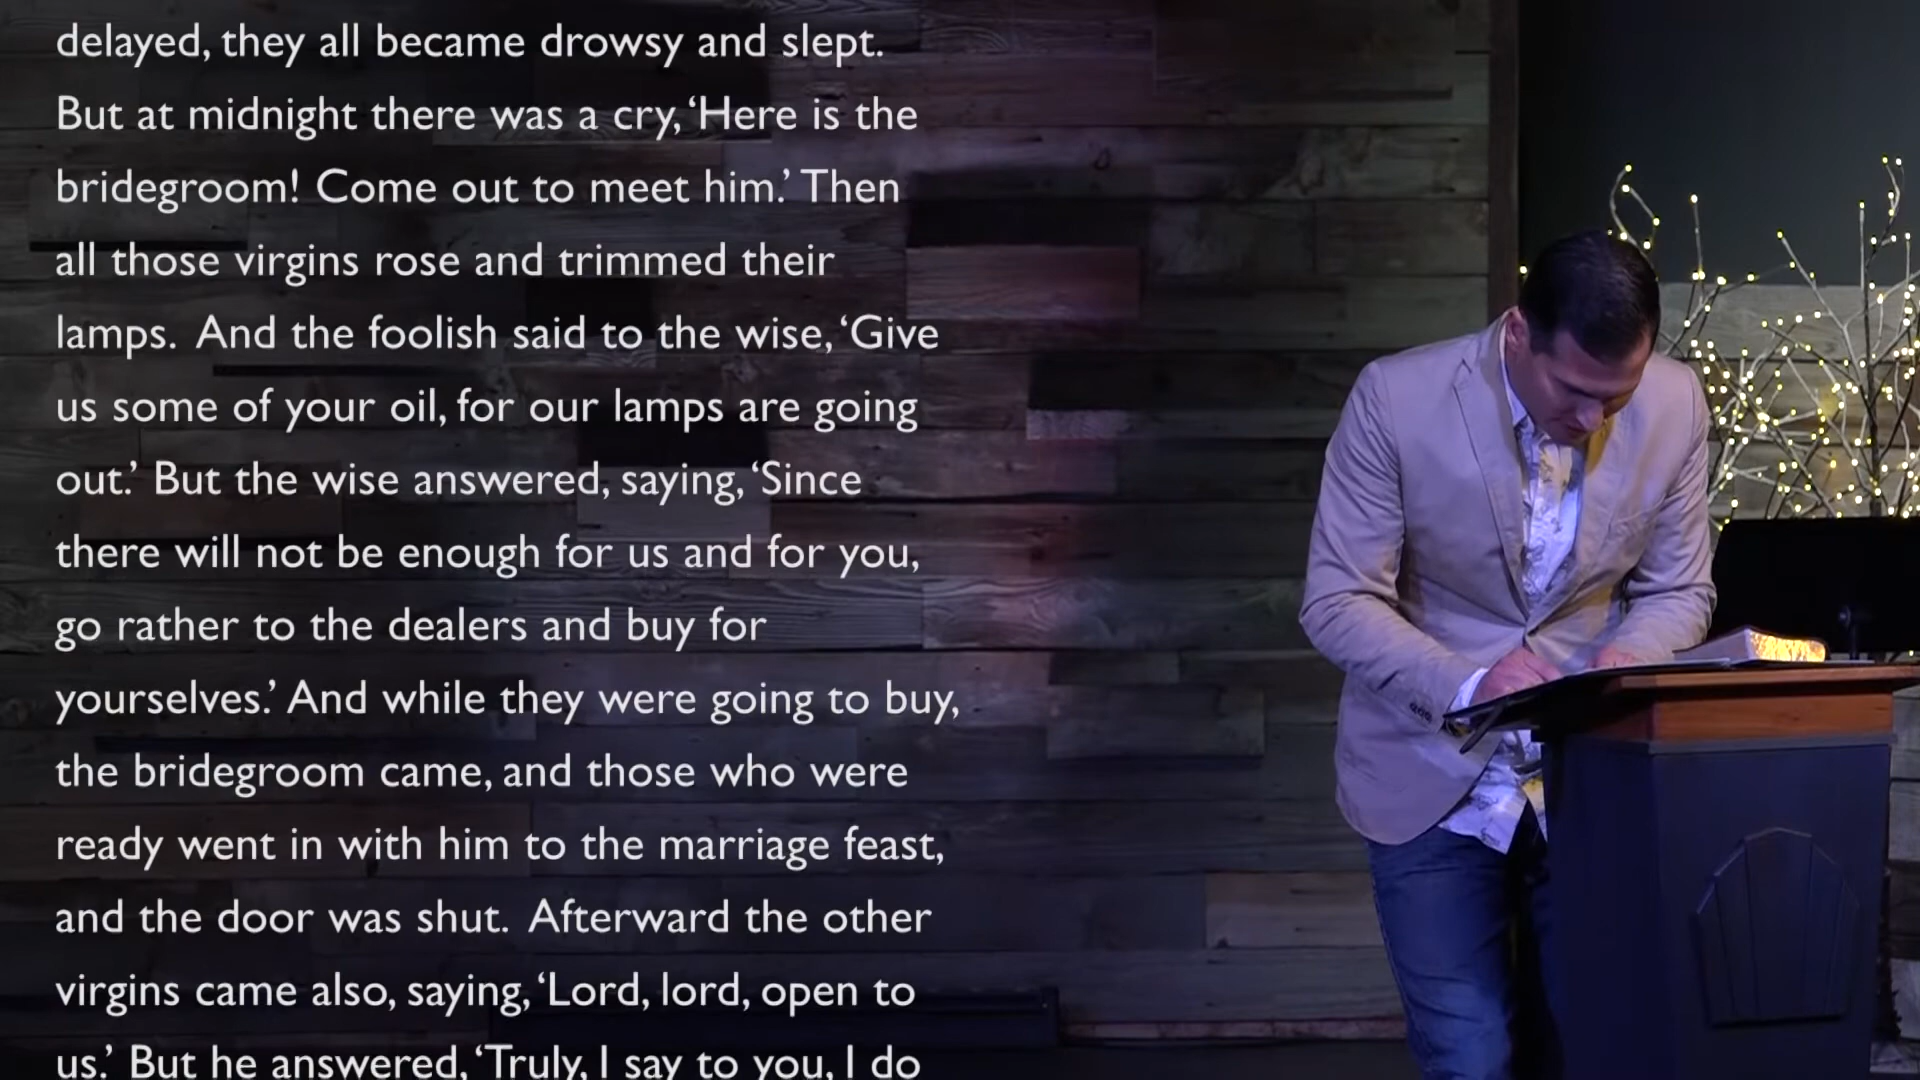 delayed, they all became drowsy and slept.
But at midnight there was a cry, ‘Here is the
bridegroom! Come out to meet him.’ Then
all those virgins rose and trimmed their
lamps. And the foolish said to the wise, ‘Give
us some of your oil, for our lamps are going
out.’ But the wise answered, saying, ‘Since
there will not be enough for us and for you,
go rather to the dealers and buy for
yourselves.’ And while they were going to buy,
the bridegroom came, and those who were
ready went in with him to the marriage feast,
and the door was shut. Afterward the other
virgins came also, saying, ‘Lord, lord, open to
us.’ But he answered, ‘Truly, I say to you, I do